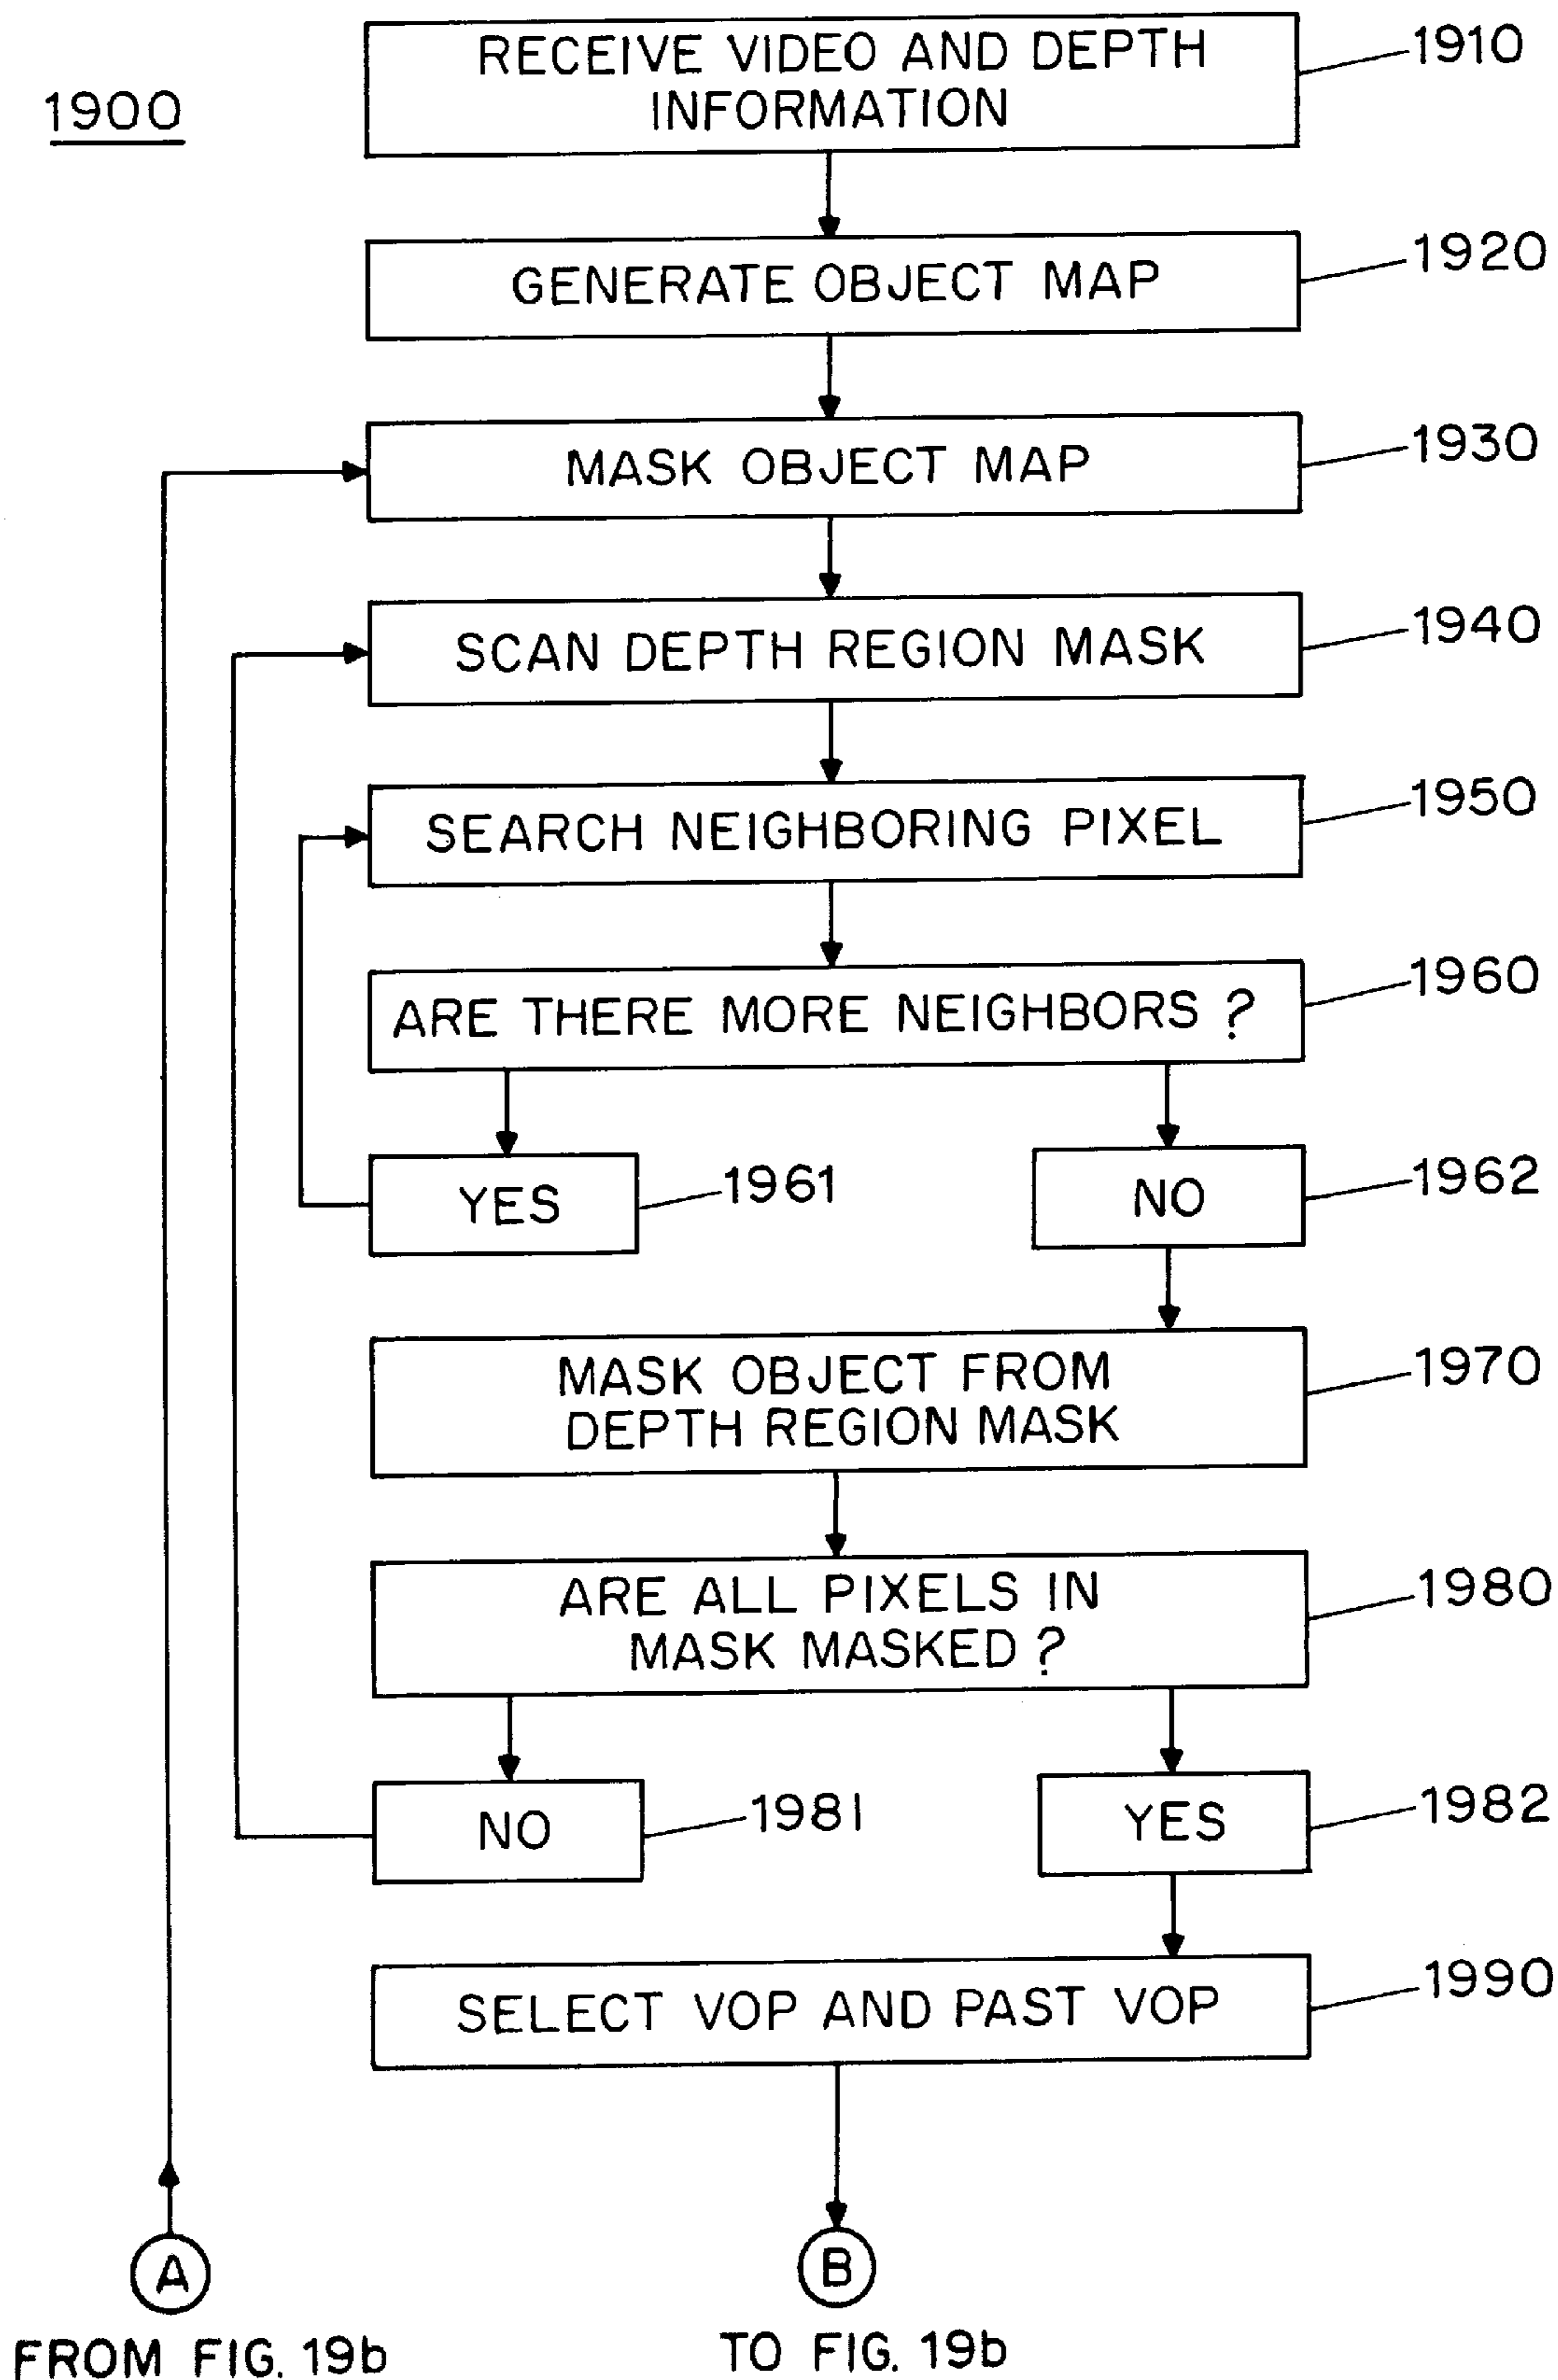 1900
RECEIVE VIDEO AND DEPTH
INFORMATION
1910
GENERATE OBJECT MAP
1920
MASK OBJECT MAP
1930
SCAN DEPTH REGION MASK
1940
SEARCH NEIGHBORING PIXEL
1950
ARE THERE MORE NEIGHBORS ?
1960
YES
1961
NO
1962
MASK OBJECT FROM
DEPTH REGION MASK
1970
ARE ALL PIXELS IN
MASK MASKED ?
1980
NO
1981
YES
1982
SELECT VOP AND PAST VOP
1990
A
FROM FIG. 19b
B
TO FIG. 19b